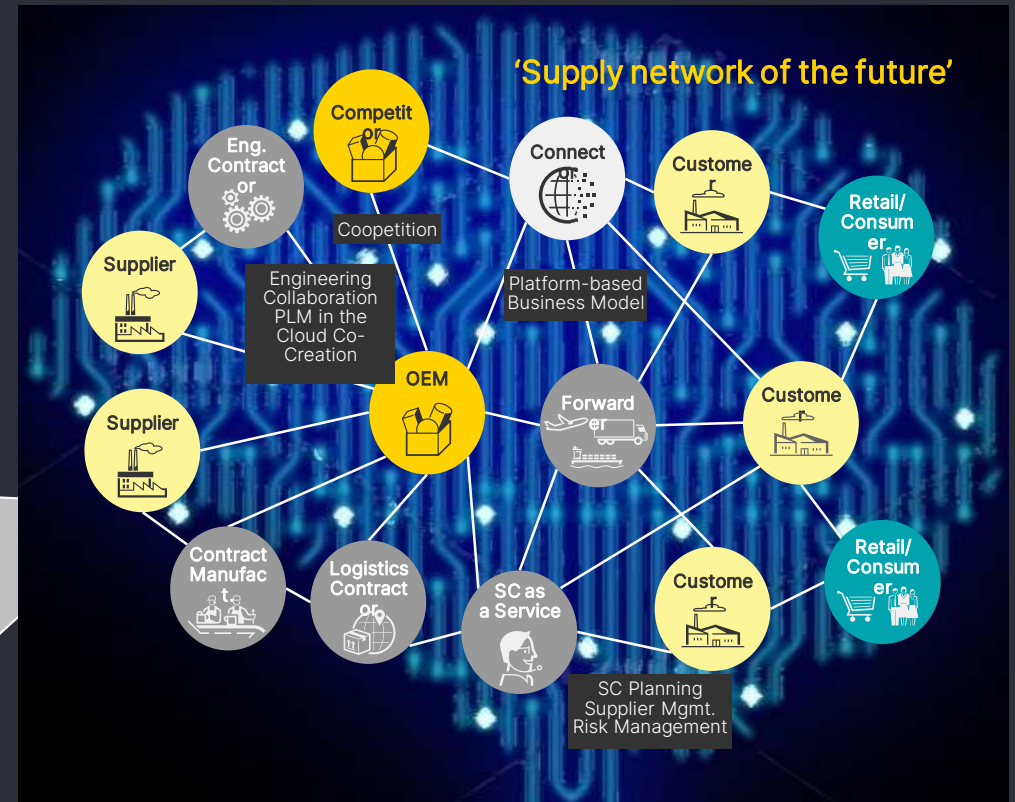 'Supply network of the future'
Competit
or
Eng.
Contract
or
Connect
or
Custome
r
Retail/
Consum
er
Coopetition
Supplier
Engineering
Collaboration
PLM in the
Cloud Co-
Creation
Platform-based
Business Model
OEM
Forward
er
Custome
r
Supplier
Contract
Manufac
t.
Logistics
Contract
or
SC as
a Service
Custome
r
Retail/
Consum
er
SC Planning
Supplier Mgmt.
Risk Management